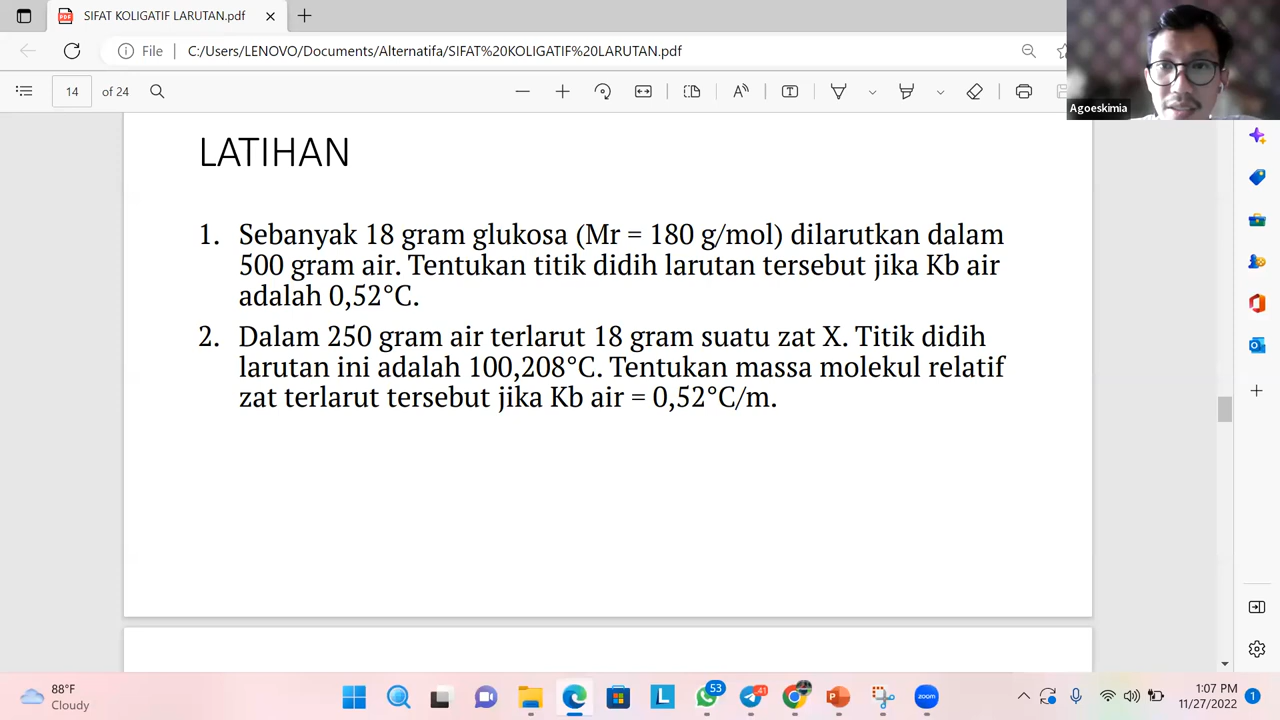 SIFAT KOLIGATIF LARUTAN.pdf
File
C:/Users/LENOVO/Documents/Alternatifa/SIFAT%20KOLIGATIF%20LARUTAN.pdf
14 of 24
Agoeskimia
LATIHAN
1. Sebanyak 18 gram glukosa (Mr = 180 g/mol) dilarutkan dalam
500 gram air. Tentukan titik didih larutan tersebut jika Kb air
adalah 0,52°C.
2. Dalam 250 gram air terlarut 18 gram suatu zat X. Titik didih
larutan ini adalah 100,208°C. Tentukan massa molekul relatif
zat terlarut tersebut jika Kb air = 0,52°C/m.
88°F
Cloudy
L
53
41
zoom
1:07 PM
11/27/2022
1